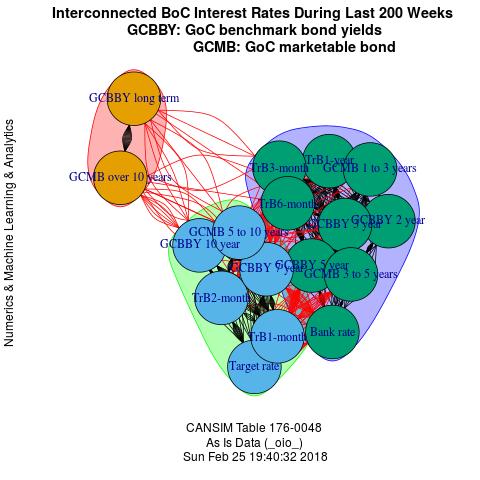 Interconnected BoC Interest Rates During Last 200 Weeks
GCBBY: GoC benchmark bond yields
GCMB: GoC marketable bond
Numerics & Machine Learning & Analytics
GCBBY long term
GCMB over 10 years
TrB3-month
TrB1-year
GCMB 1 to 3 years
TrB6-month
GCBBY 3 year
GCBBY 2 year
GCMB 5 to 10 years
GCBBY 10 year
GCBBY 7 year
GCBBY 5 year
GCMB 3 to 5 years
TrB2-month
TrB1-month
Bank rate
Target rate
CANSIM Table 176-0048
As Is Data (_oio_)
Sun Feb 25 19:40:32 2018